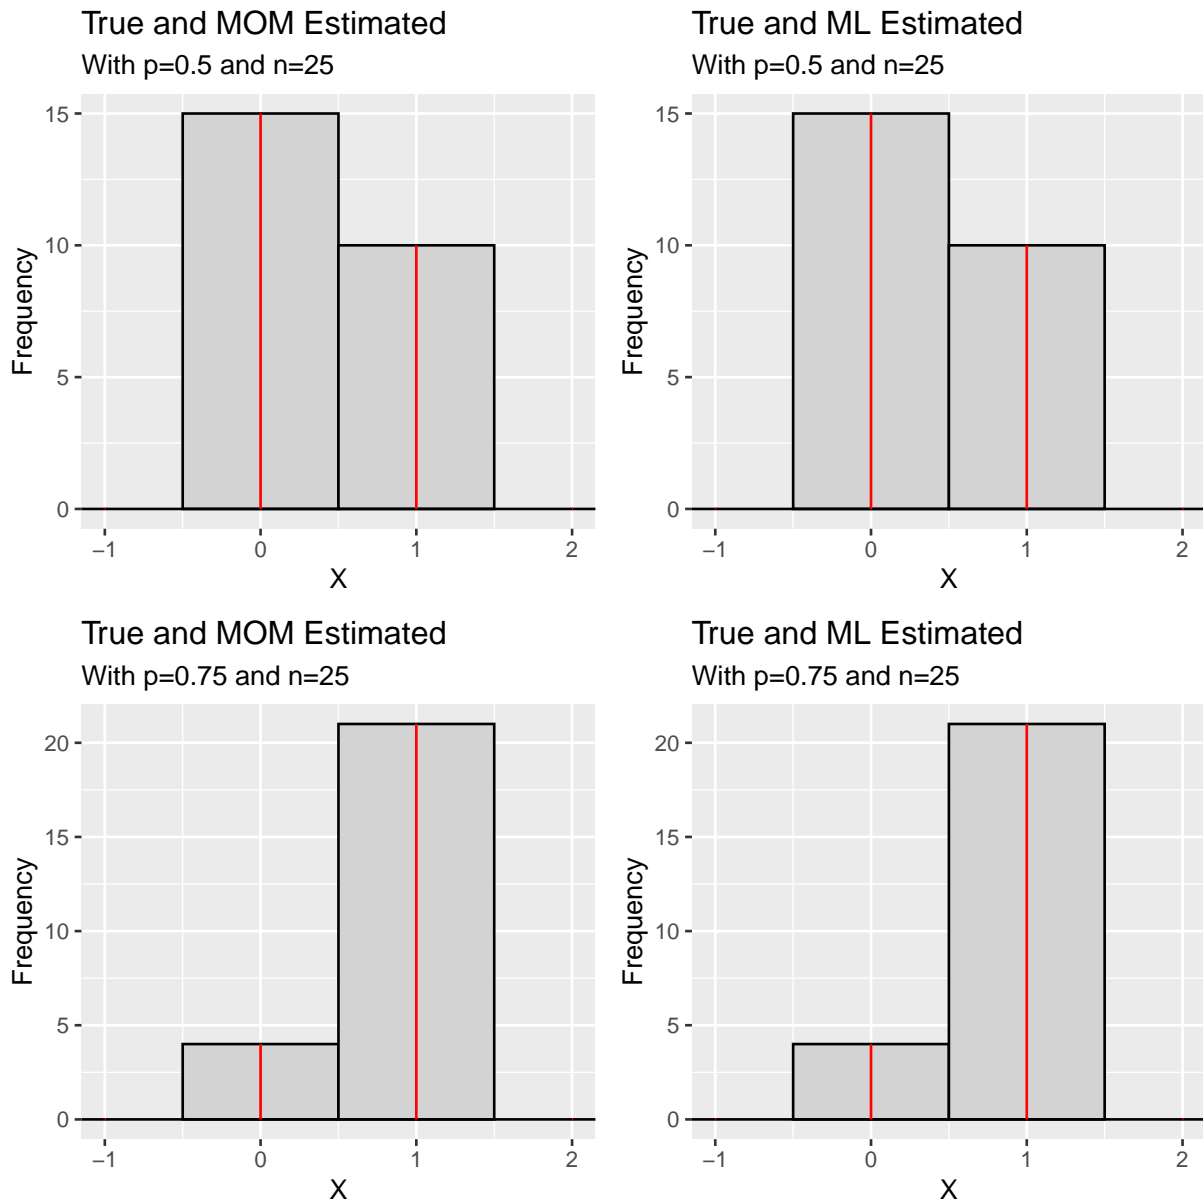 True and MOM Estimated
With p=0.5 and n=25
15
10
5
0
Frequency
−1
0
1
2
X
True and ML Estimated
With p=0.5 and n=25
15
10
5
0
Frequency
−1
0
1
2
X
True and MOM Estimated
With p=0.75 and n=25
20
15
10
5
0
Frequency
−1
0
1
2
X
True and ML Estimated
With p=0.75 and n=25
20
15
10
5
0
Frequency
−1
0
1
2
X